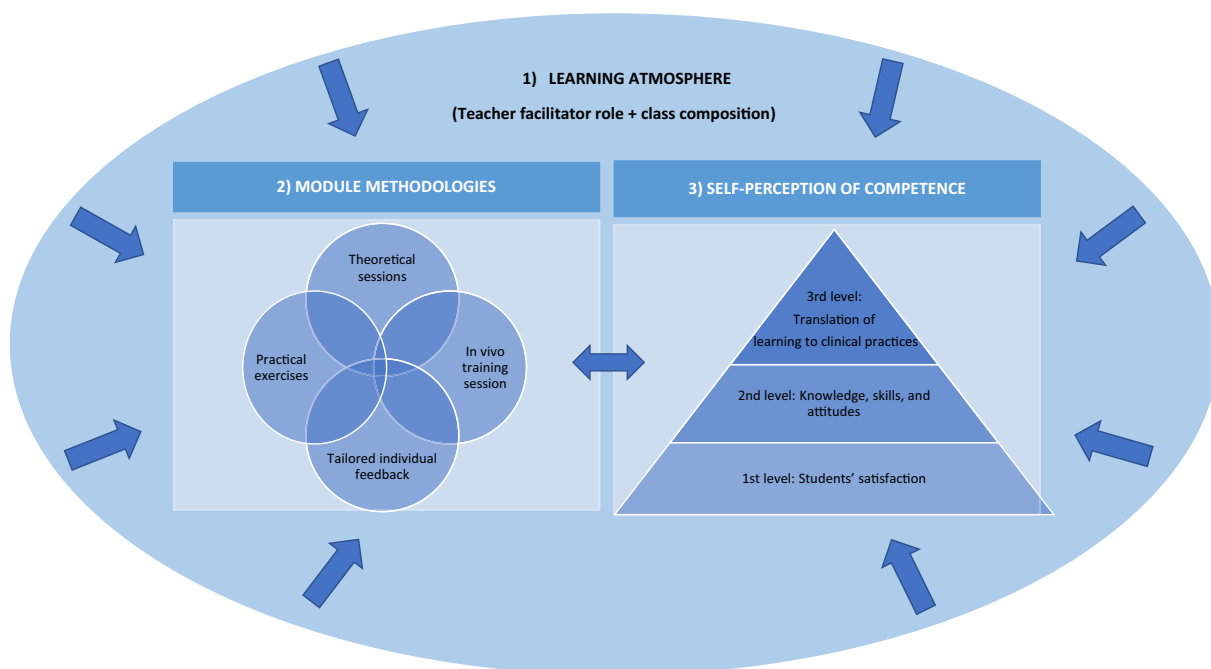 1) LEARNING ATMOSPHERE
(Teacher facilitator role + class composition)
2) MODULE METHODOLOGIES
Theoretical
sessions
Practical
exercises
In vivo
training
session
Tailored individual
feedback
3) SELF-PERCEPTION OF COMPETENCE
3rd level:
Translation of
learning to clinical practices
2nd level: Knowledge, skills, and
attitudes
1st level: Students’ satisfaction